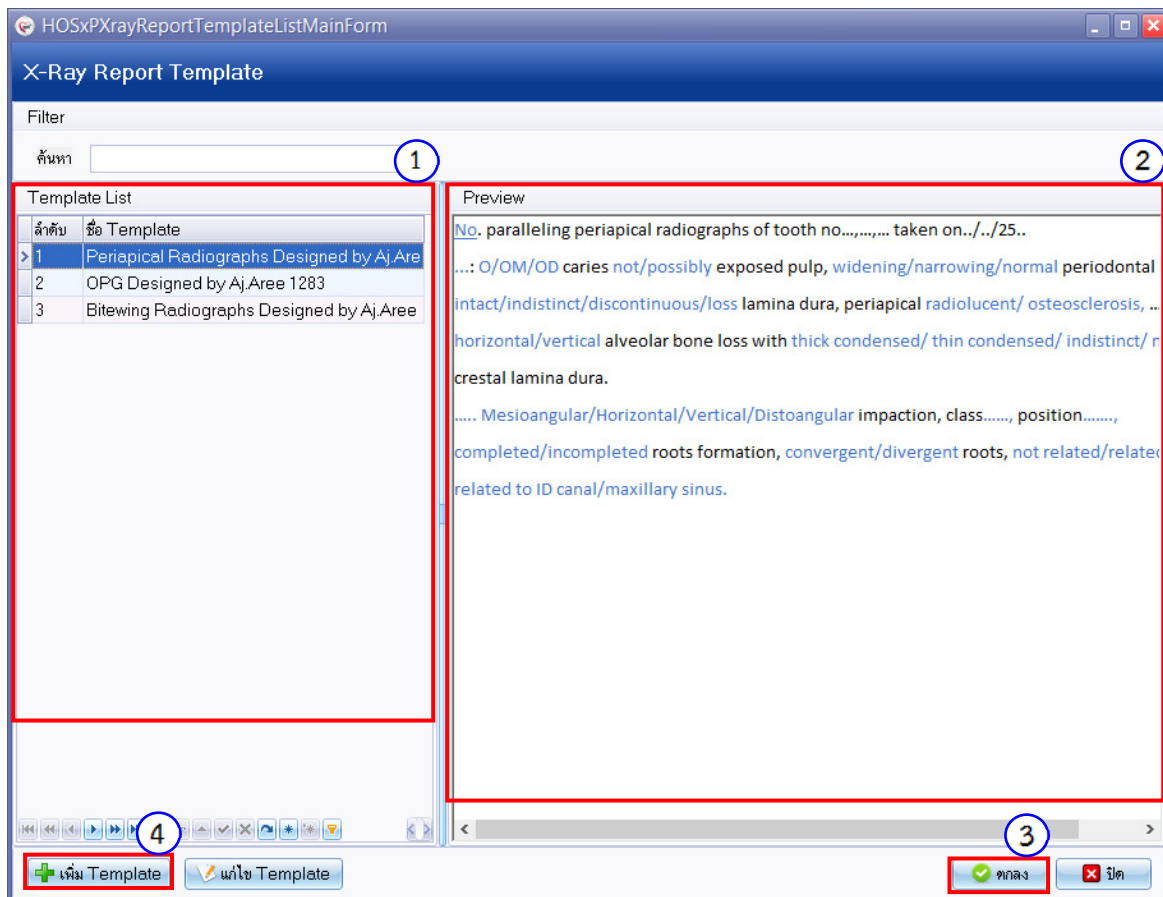 HOSxPXrayReportTemplateListMainForm
X-Ray Report Template
Filter
ค้นหา
1
2
Template List
Preview
ลำดับ ชื่อ Template
1 Periapical Radiographs Designed by Aj.Are
2 OPG Designed by Aj.Aree 1283
3 Bitewing Radiographs Designed by Aj.Aree
No. paralleling periapical radiographs of tooth no...,...,... taken on../../25..
...: O/OM/OD caries not/possibly exposed pulp, widening/narrowing/normal periodontal
intact/indistinct/discontinuous/loss lamina dura, periapical radiolucent/ osteosclerosis, ...
horizontal/vertical alveolar bone loss with thick condensed/ thin condensed/ indistinct/
crestal lamina dura.
..... Mesioangular/Horizontal/Vertical/Distoangular impaction, class......, position.......,
completed/incompleted roots formation, convergent/divergent roots, not related/related
related to ID canal/maxillary sinus.
4
3
เพิ่ม Template
แก้ไข Template
ตกลง
ปิด